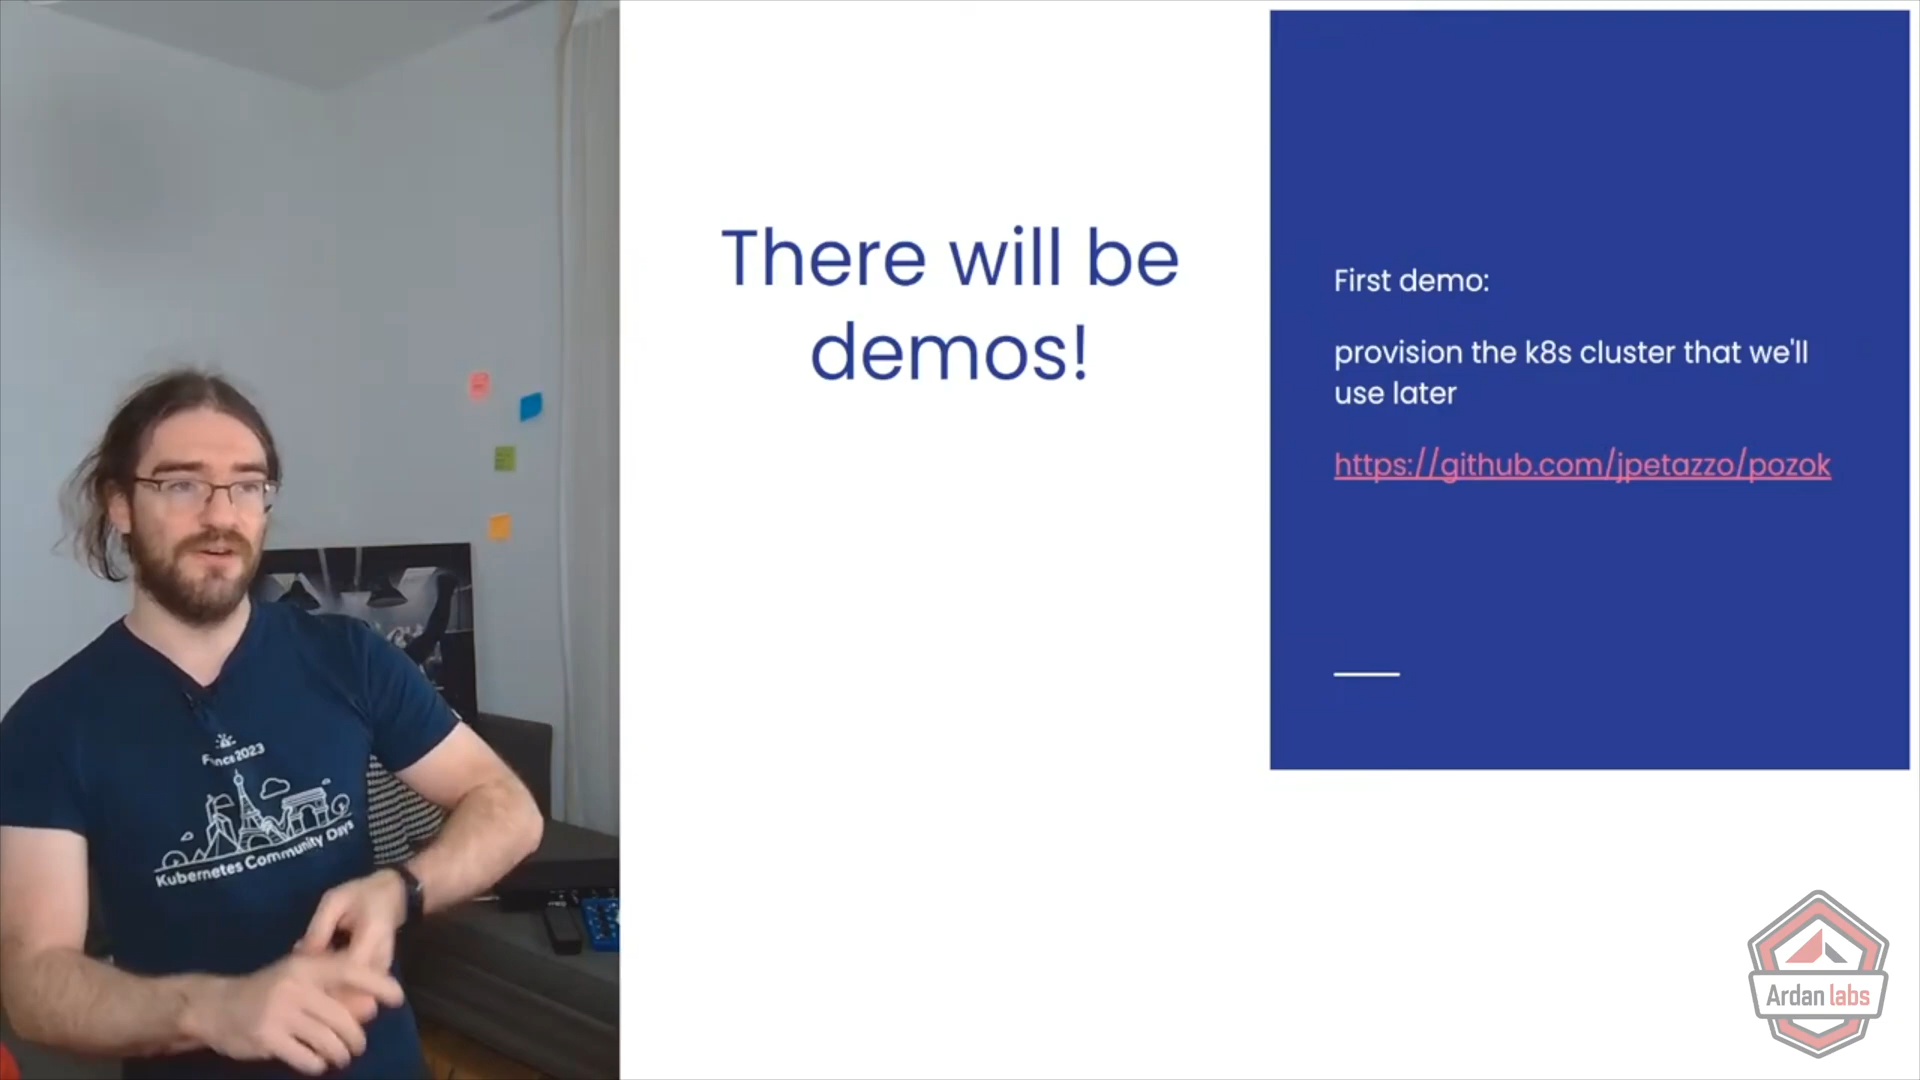 There will be
demos!
First demo:
provision the k8s cluster that we'll
use later
https://github.com/jpetazzo/pozok
France 2023
Kubernetes Community Days
Ardan labs